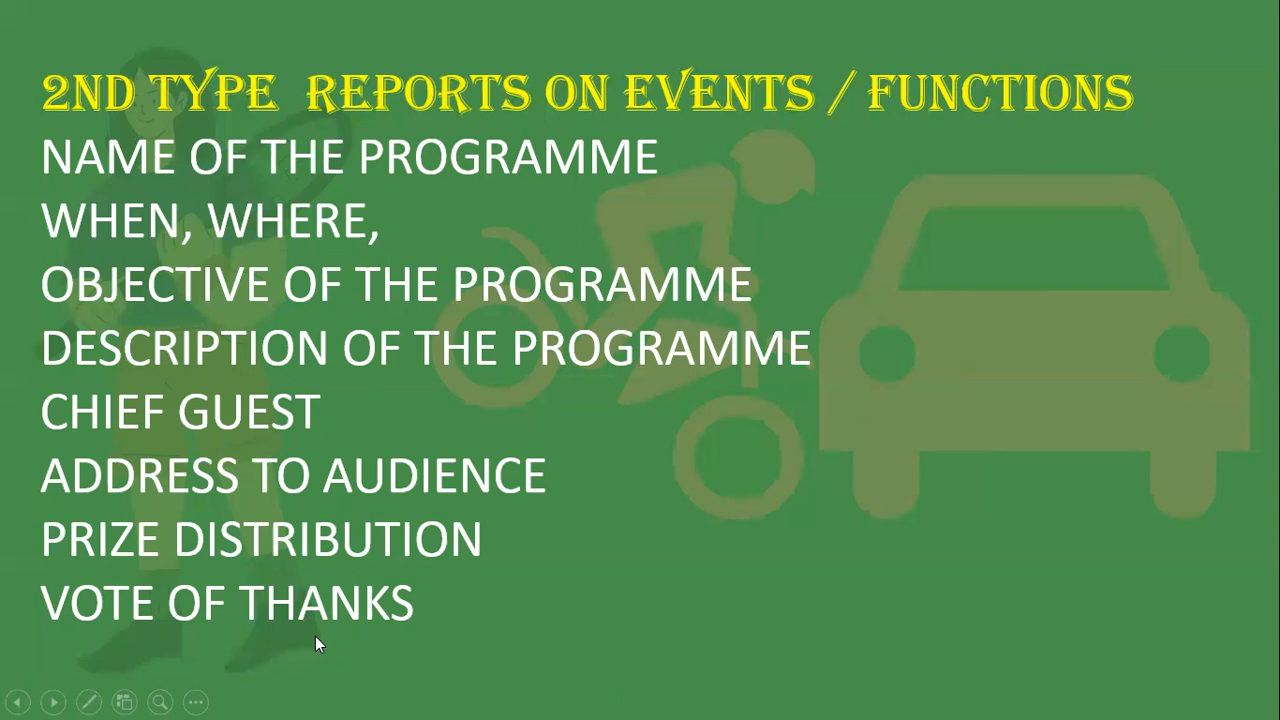 2ND TYPE REPORTS ON EVENTS / FUNCTIONS
NAME OF THE PROGRAMME
WHEN, WHERE,
OBJECTIVE OF THE PROGRAMME
DESCRIPTION OF THE PROGRAMME
CHIEF GUEST
ADDRESS TO AUDIENCE
PRIZE DISTRIBUTION
VOTE OF THANKS